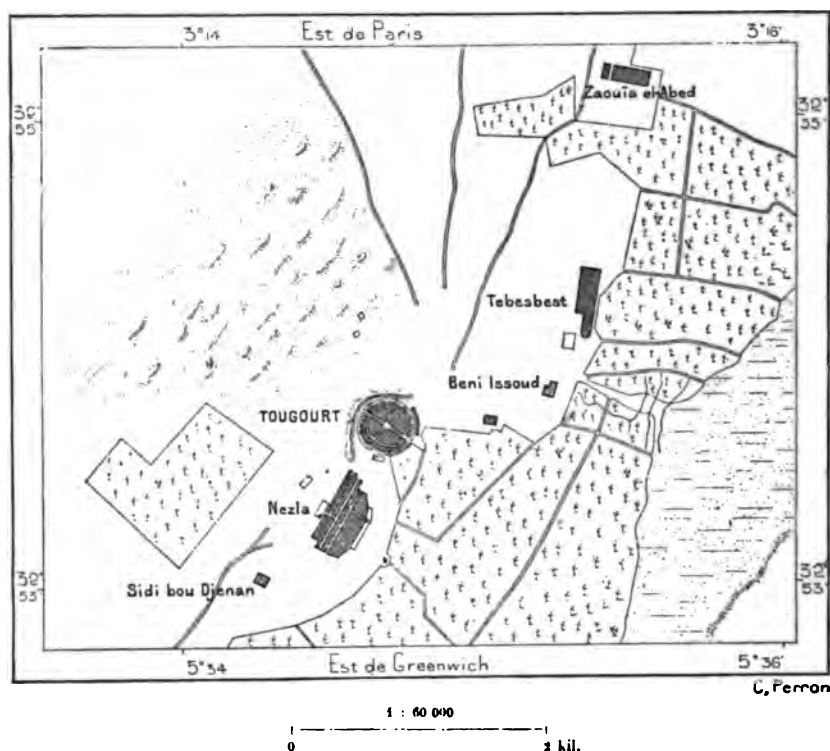 3°14' Est de Paris 3°16'
Zaouïa el-Abed
32°
55'
32°
55'
Tebesbest
Beni Issoud
TOUGOURT
Nezla
Sidi bou Djenan
32°
53'
32°
53'
5°34' Est de Greenwich 5°36'
C. Perron
1 : 60 000
0 2 kil.